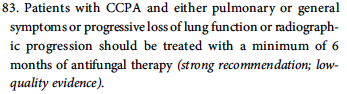 83. Patients with CCPA and either pulmonary or general
symptoms or progressive loss of lung function or radiograph-
ic progression should be treated with a minimum of 6
months of antifungal therapy (strong recommendation; low-
quality evidence).